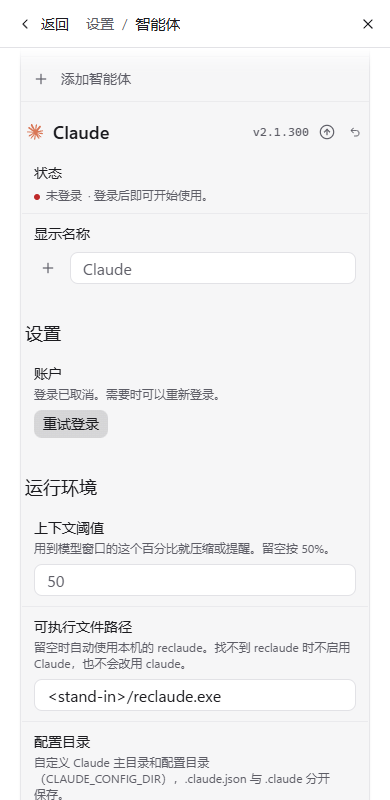 返回 设置 / 智能体
添加智能体
Claude v2.1.300
状态
未登录 · 登录后即可开始使用。
显示名称
Claude
设置
账户
登录已取消。需要时可以重新登录。
重试登录
运行环境
上下文阈值
用到模型窗口的这个百分比就压缩或提醒。留空按 50%。
50
可执行文件路径
留空时自动使用本机的 reclaude。找不到 reclaude 时不启用
Claude，也不会改用 claude。
<stand-in>/reclaude.exe
配置目录
自定义 Claude 主目录和配置目录
（CLAUDE_CONFIG_DIR），.claude.json 与 .claude 分开
保存。